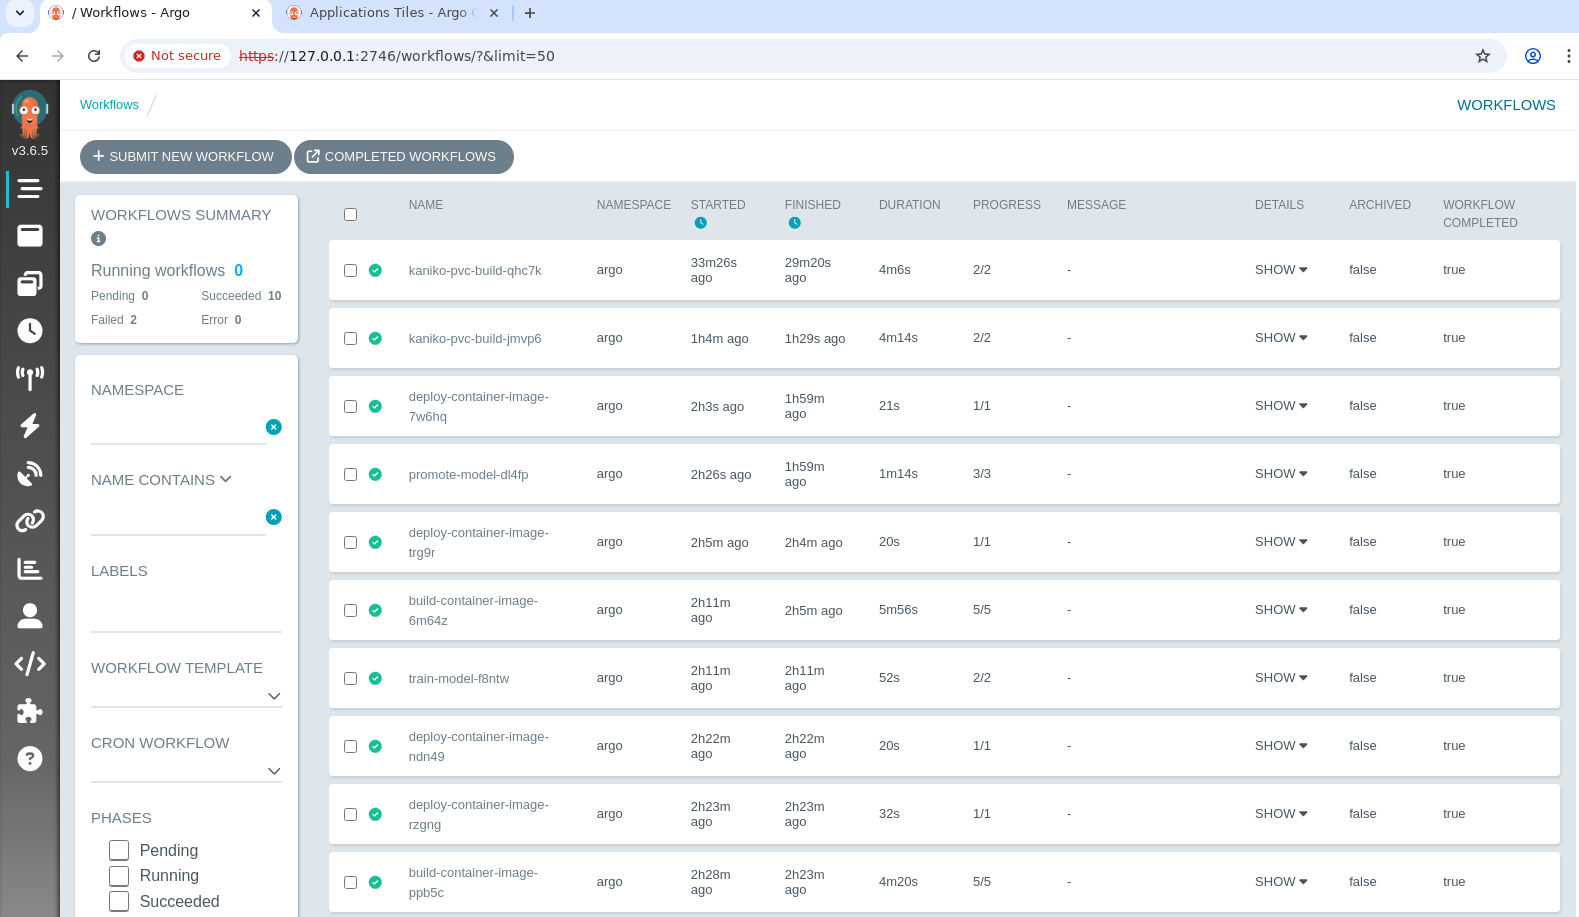 / Workflows - Argo
Applications Tiles - Argo
Not secure
https://127.0.0.1:2746/workflows/?&limit=50
v3.6.5
Workflows
WORKFLOWS
SUBMIT NEW WORKFLOW
COMPLETED WORKFLOWS
WORKFLOWS SUMMARY
Running workflows 0
Pending 0 Succeeded 10
Failed 2 Error 0
NAMESPACE
NAME CONTAINS
LABELS
WORKFLOW TEMPLATE
CRON WORKFLOW
PHASES
Pending
Running
Succeeded
NAME NAMESPACE STARTED FINISHED DURATION PROGRESS MESSAGE DETAILS ARCHIVED WORKFLOW
COMPLETED
kaniko-pvc-build-qhc7k argo 33m26s 29m20s 4m6s 2/2 - SHOW false true
ago ago
kaniko-pvc-build-jmvp6 argo 1h4m ago 1h29s ago 4m14s 2/2 - SHOW false true
deploy-container-image- argo 2h3s ago 1h59m 21s 1/1 - SHOW false true
7w6hq ago
promote-model-dl4fp argo 2h26s ago 1h59m 1m14s 3/3 - SHOW false true
ago
deploy-container-image- argo 2h5m ago 2h4m ago 20s 1/1 - SHOW false true
trg9r
build-container-image- argo 2h11m 2h5m ago 5m56s 5/5 - SHOW false true
6m64z ago
train-model-f8ntw argo 2h11m 2h11m 52s 2/2 - SHOW false true
ago ago
deploy-container-image- argo 2h22m 2h22m 20s 1/1 - SHOW false true
ndn49 ago ago
deploy-container-image- argo 2h23m 2h23m 32s 1/1 - SHOW false true
rzgng ago ago
build-container-image- argo 2h28m 2h23m 4m20s 5/5 - SHOW false true
ppb5c ago ago